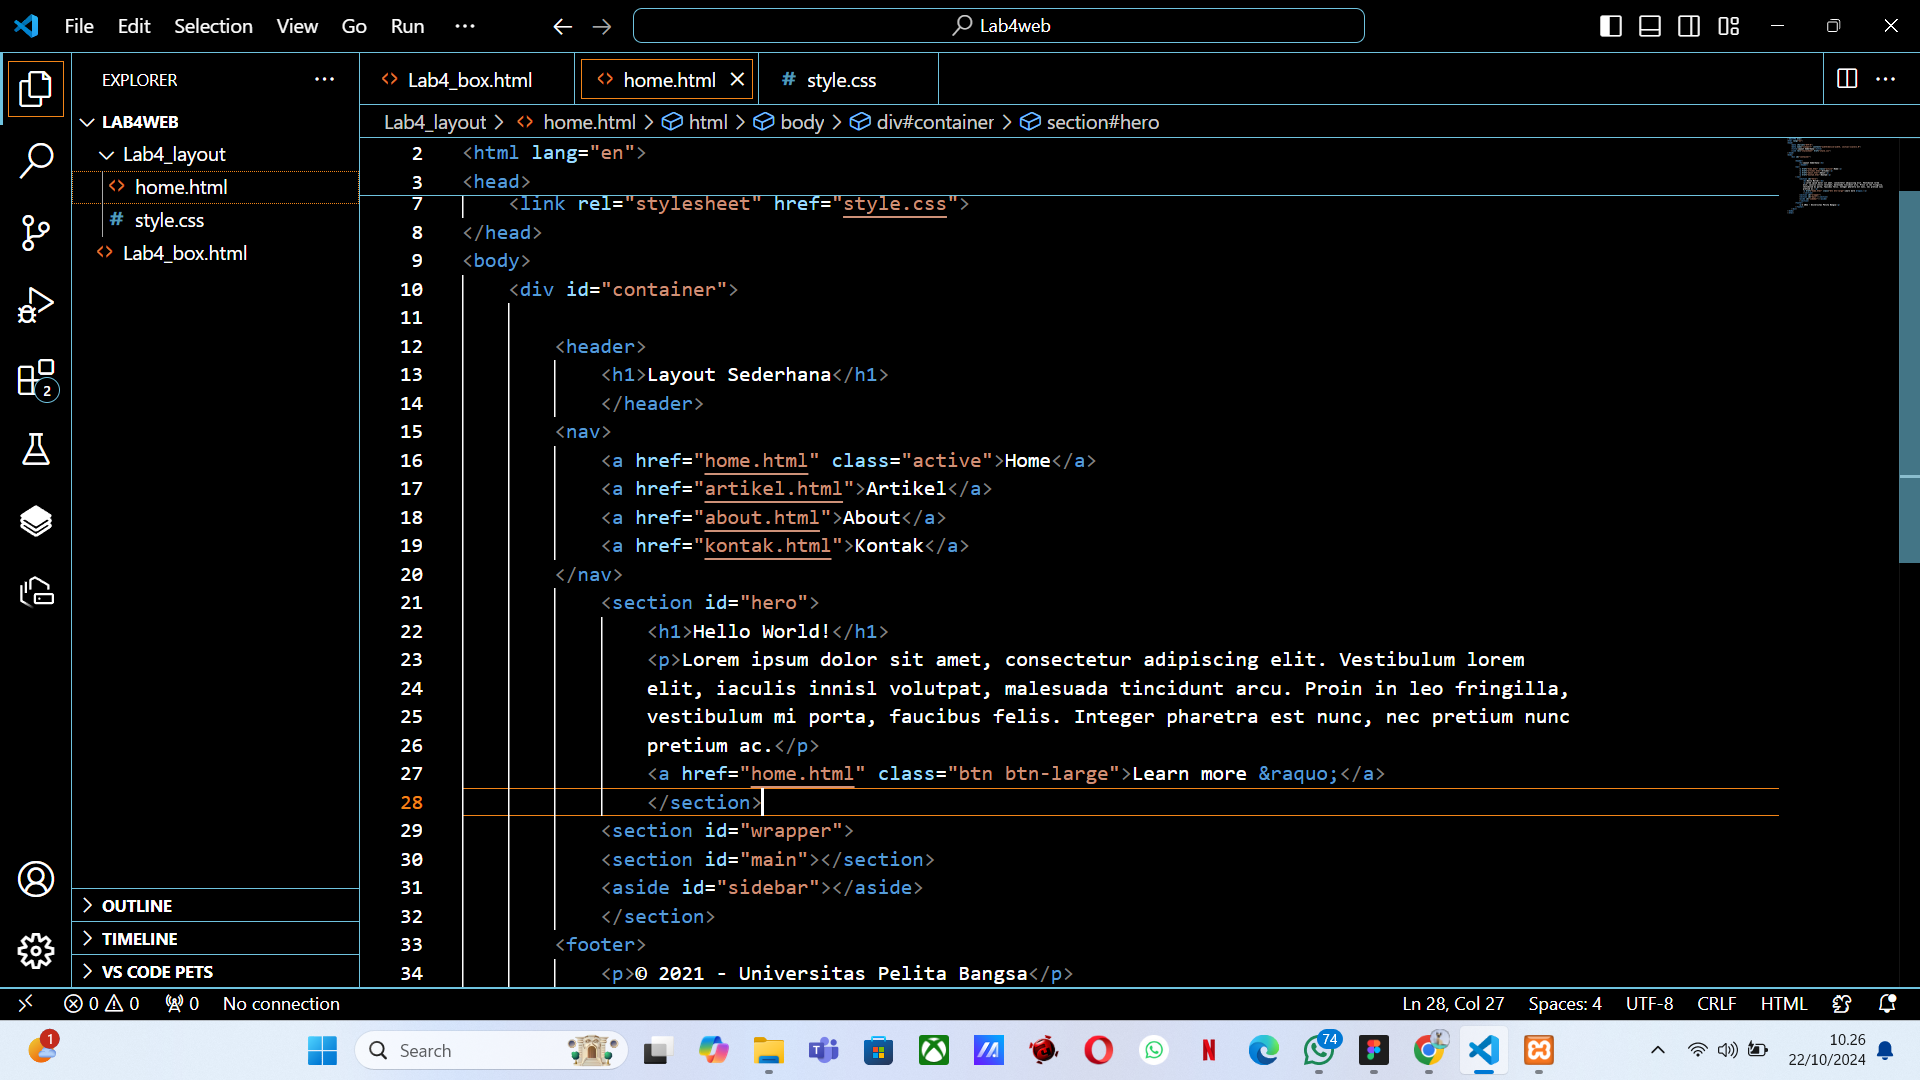 File Edit Selection View Go Run ··· Lab4web
EXPLORER ···
LAB4WEB
Lab4_layout
<> home.html
# style.css
<> Lab4_box.html
OUTLINE
TIMELINE
VS CODE PETS
2
<> Lab4_box.html <> home.html # style.css ···
Lab4_layout > <> home.html > html > body > div#container > section#hero
2 <html lang="en">
3 <head>
7 <link rel="stylesheet" href="style.css">
8 </head>
9 <body>
10 <div id="container">
11
12 <header>
13 <h1>Layout Sederhana</h1>
14 </header>
15 <nav>
16 <a href="home.html" class="active">Home</a>
17 <a href="artikel.html">Artikel</a>
18 <a href="about.html">About</a>
19 <a href="kontak.html">Kontak</a>
20 </nav>
21 <section id="hero">
22 <h1>Hello World!</h1>
23 <p>Lorem ipsum dolor sit amet, consectetur adipiscing elit. Vestibulum lorem
24 elit, iaculis innisl volutpat, malesuada tincidunt arcu. Proin in leo fringilla,
25 vestibulum mi porta, faucibus felis. Integer pharetra est nunc, nec pretium nunc
26 pretium ac.</p>
27 <a href="home.html" class="btn btn-large">Learn more &raquo;</a>
28 </section>
29 <section id="wrapper">
30 <section id="main"></section>
31 <aside id="sidebar"></aside>
32 </section>
33 <footer>
34 <p>© 2021 - Universitas Pelita Bangsa</p>
0 0 0 No connection Ln 28, Col 27 Spaces: 4 UTF-8 CRLF HTML
1 Search 74 10.26
22/10/2024